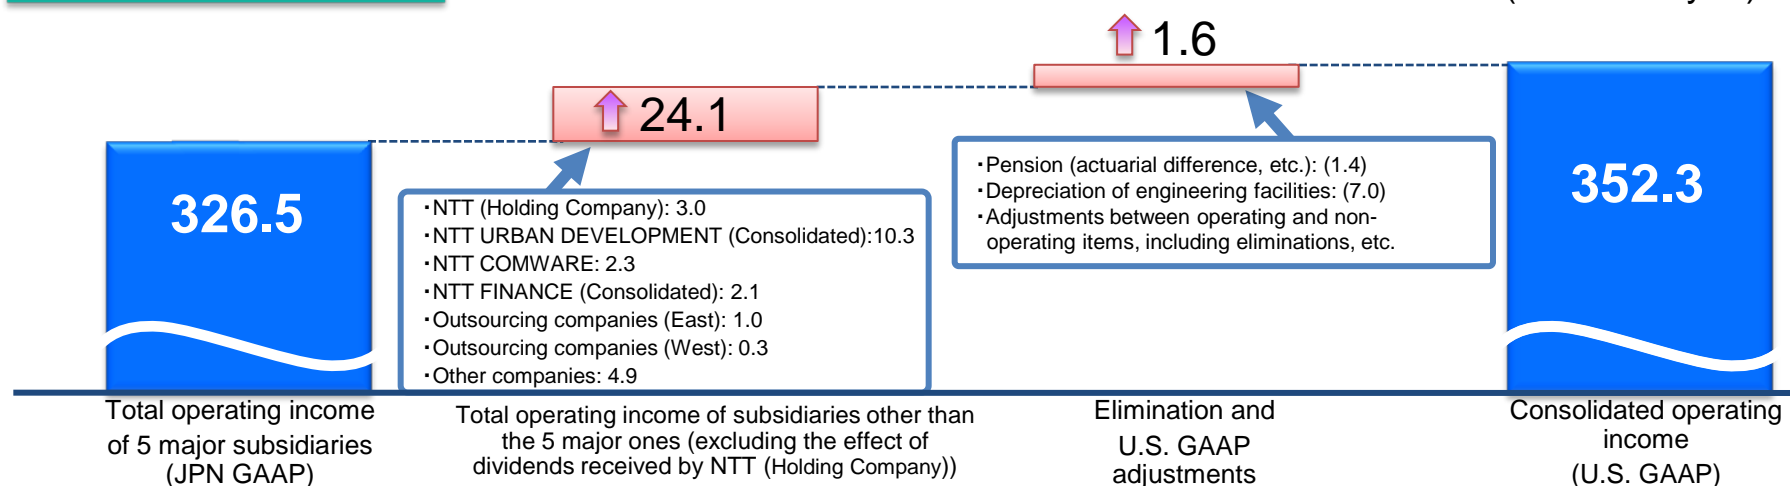 1.6
24.1
326.5
352.3
・NTT (Holding Company): 3.0
・NTT URBAN DEVELOPMENT (Consolidated):10.3
・NTT COMWARE: 2.3
・NTT FINANCE (Consolidated): 2.1
・Outsourcing companies (East): 1.0
・Outsourcing companies (West): 0.3
・Other companies: 4.9
・Pension (actuarial difference, etc.): (1.4)
・Depreciation of engineering facilities: (7.0)
・Adjustments between operating and non-
operating items, including eliminations, etc.
Total operating income
of 5 major subsidiaries
(JPN GAAP)
Total operating income of subsidiaries other than
the 5 major ones (excluding the effect of
dividends received by NTT (Holding Company))
Elimination and
U.S. GAAP
adjustments
Consolidated operating
income
(U.S. GAAP)